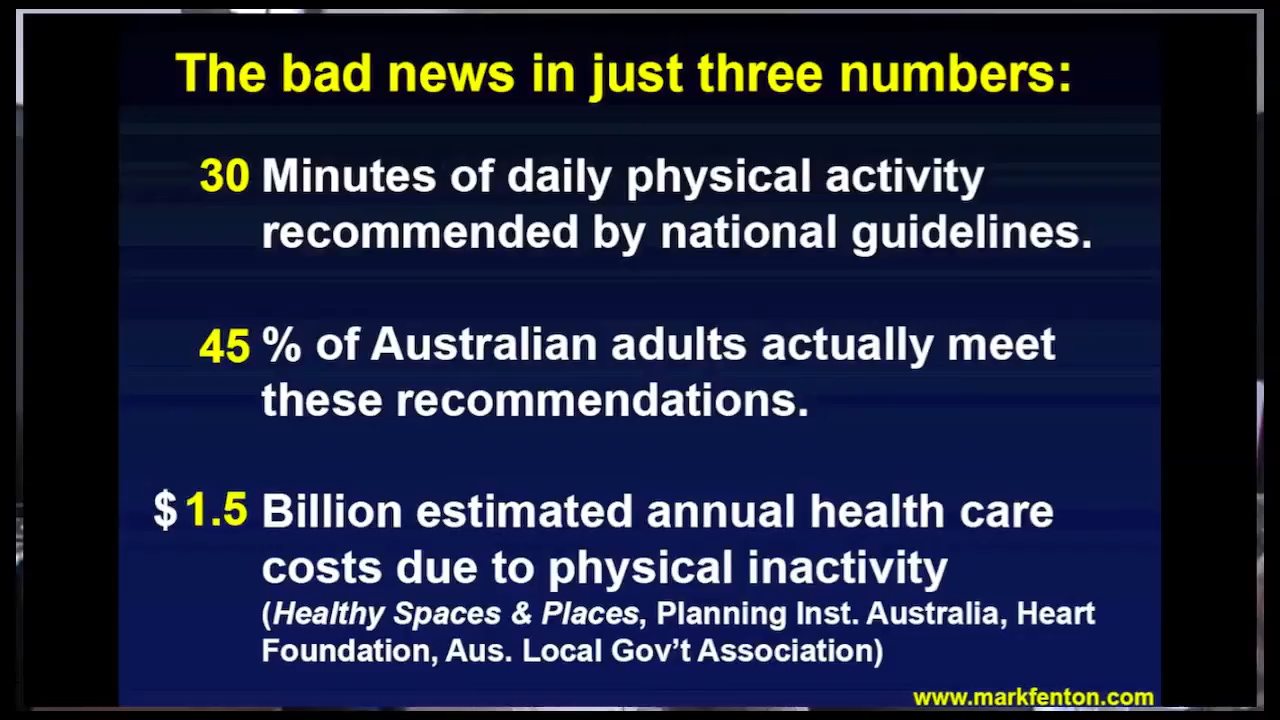 The bad news in just three numbers:
30 Minutes of daily physical activity
recommended by national guidelines.
45 % of Australian adults actually meet
these recommendations.
$1.5 Billion estimated annual health care
costs due to physical inactivity
(Healthy Spaces & Places, Planning Inst. Australia, Heart
Foundation, Aus. Local Gov't Association)
www.markfenton.com